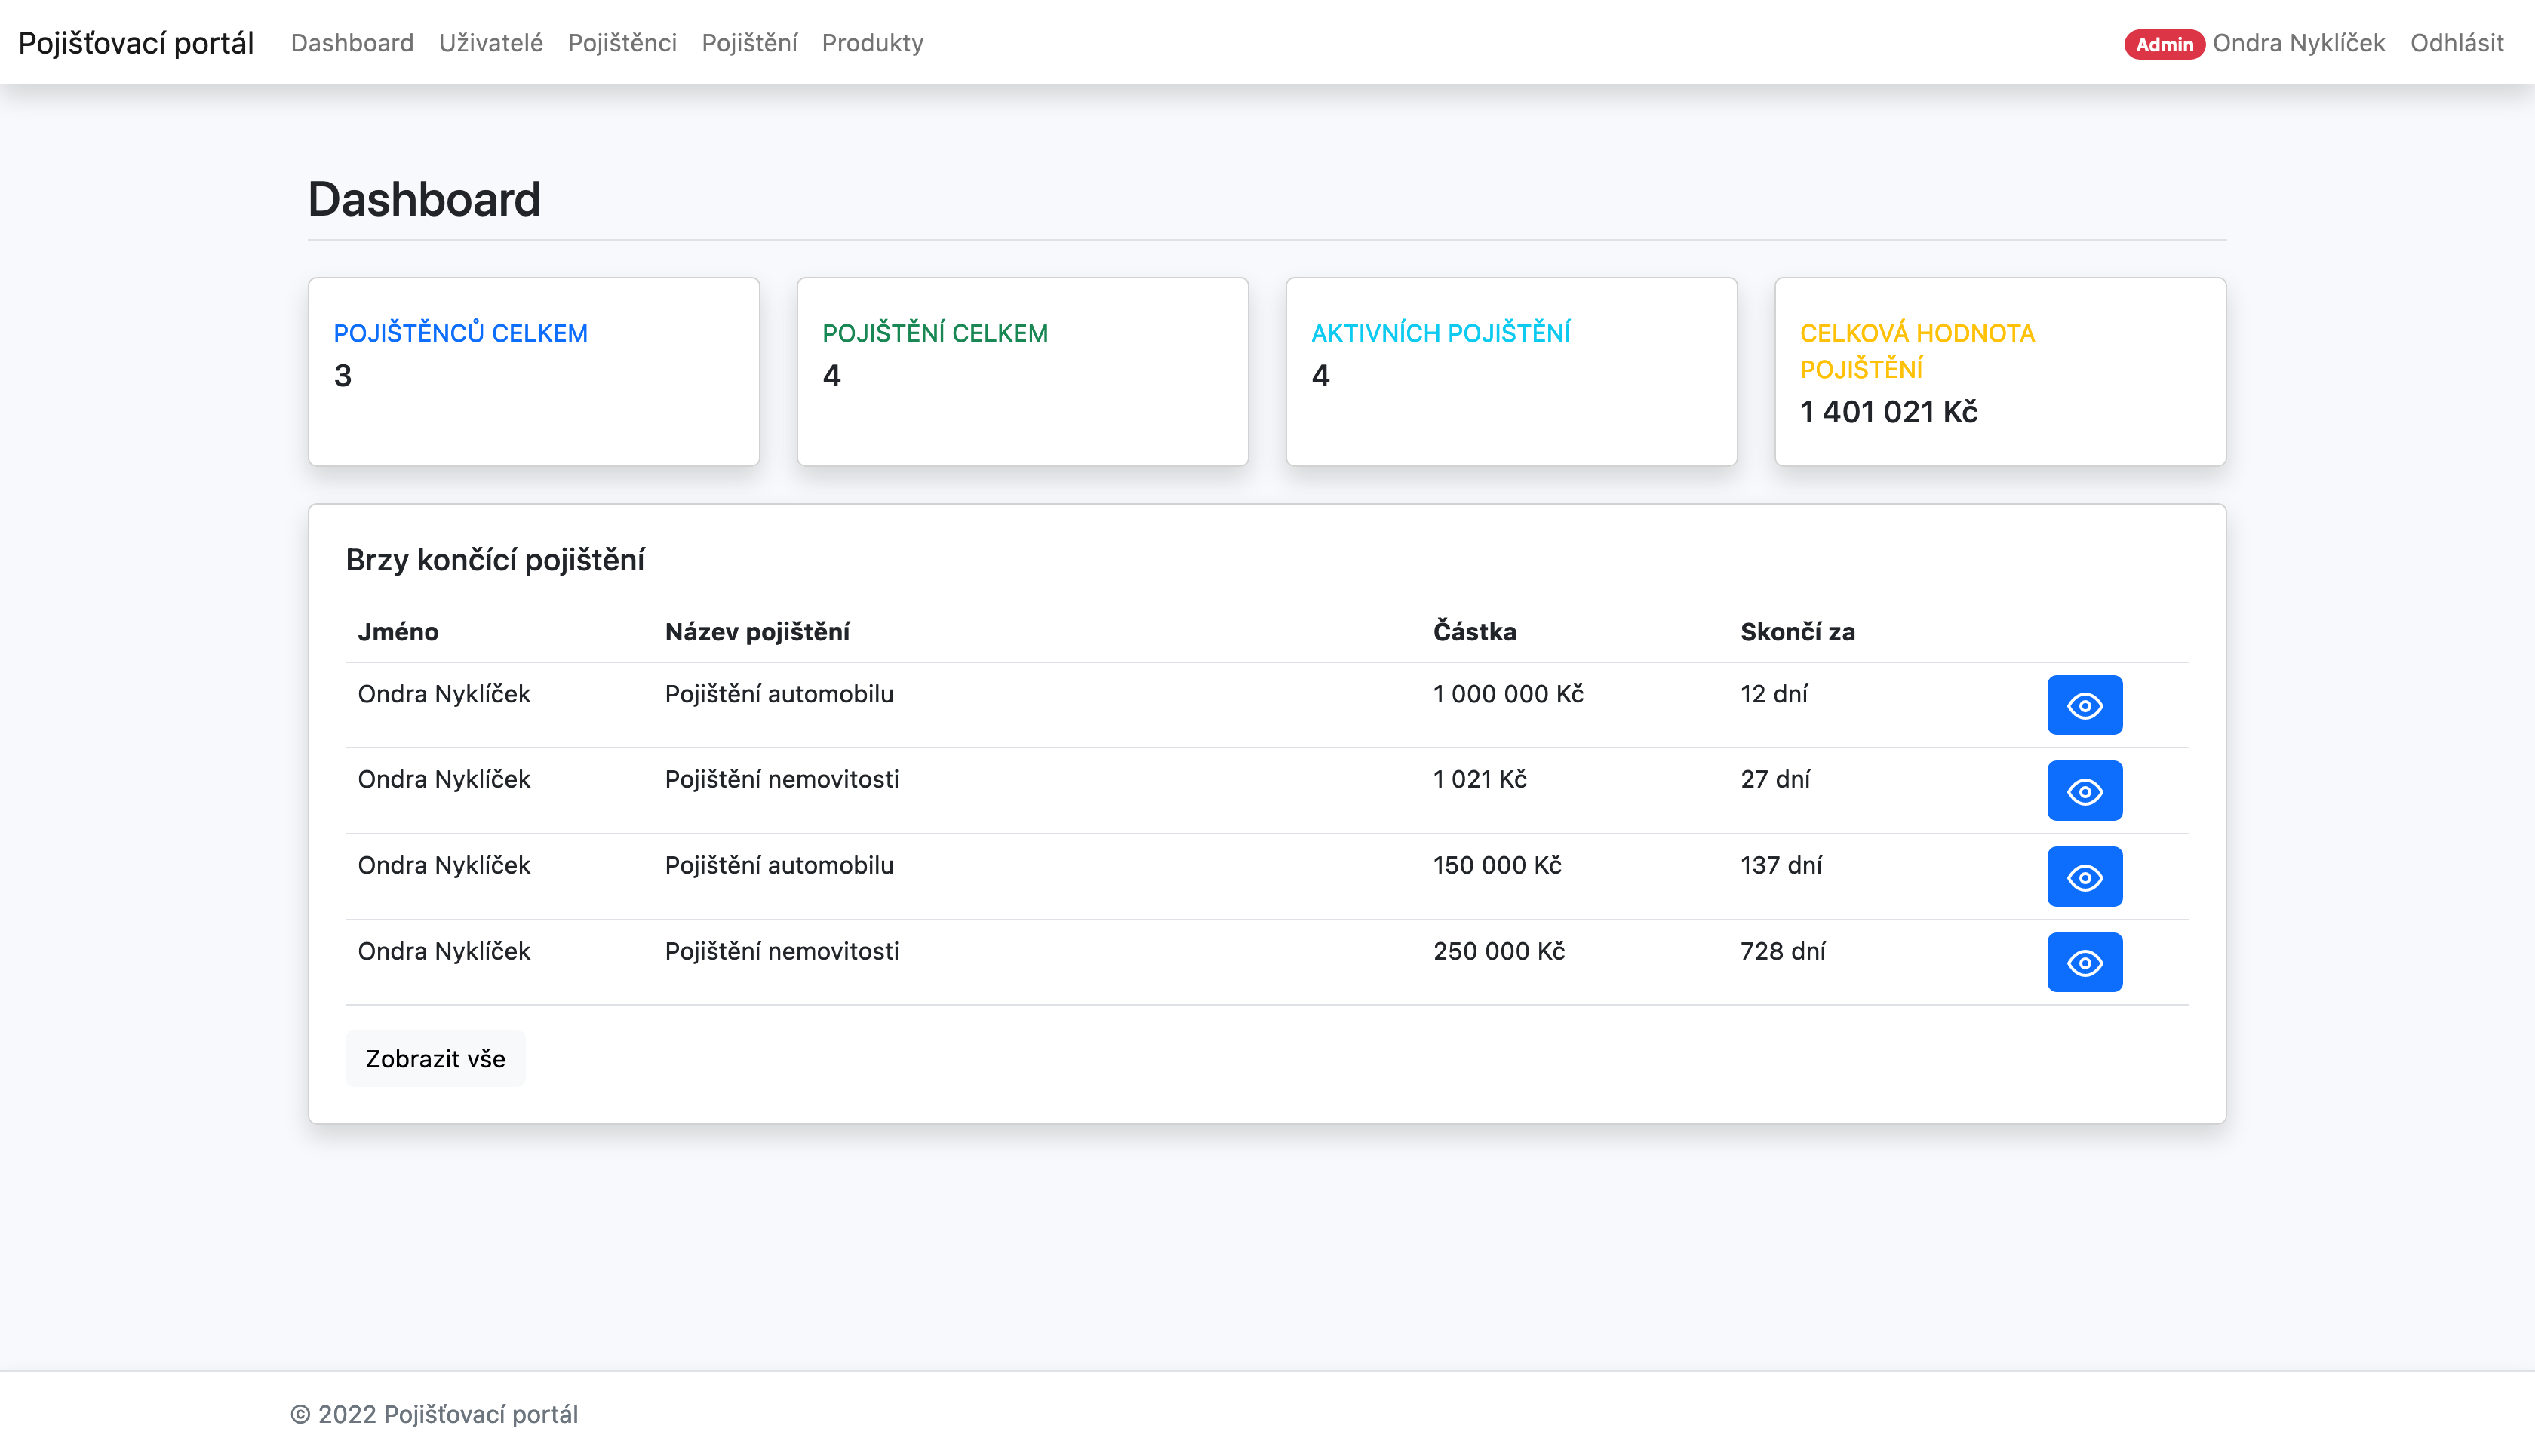 Pojišťovací portál Dashboard Uživatelé Pojištěnci Pojištění Produkty Admin Ondra Nyklíček Odhlásit
Dashboard
POJIŠTĚNCŮ CELKEM
3
POJIŠTĚNÍ CELKEM
4
AKTIVNÍCH POJIŠTĚNÍ
4
CELKOVÁ HODNOTA
POJIŠTĚNÍ
1 401 021 Kč
Brzy končící pojištění
Jméno Název pojištění Částka Skončí za
Ondra Nyklíček Pojištění automobilu 1 000 000 Kč 12 dní
Ondra Nyklíček Pojištění nemovitosti 1 021 Kč 27 dní
Ondra Nyklíček Pojištění automobilu 150 000 Kč 137 dní
Ondra Nyklíček Pojištění nemovitosti 250 000 Kč 728 dní
Zobrazit vše
© 2022 Pojišťovací portál